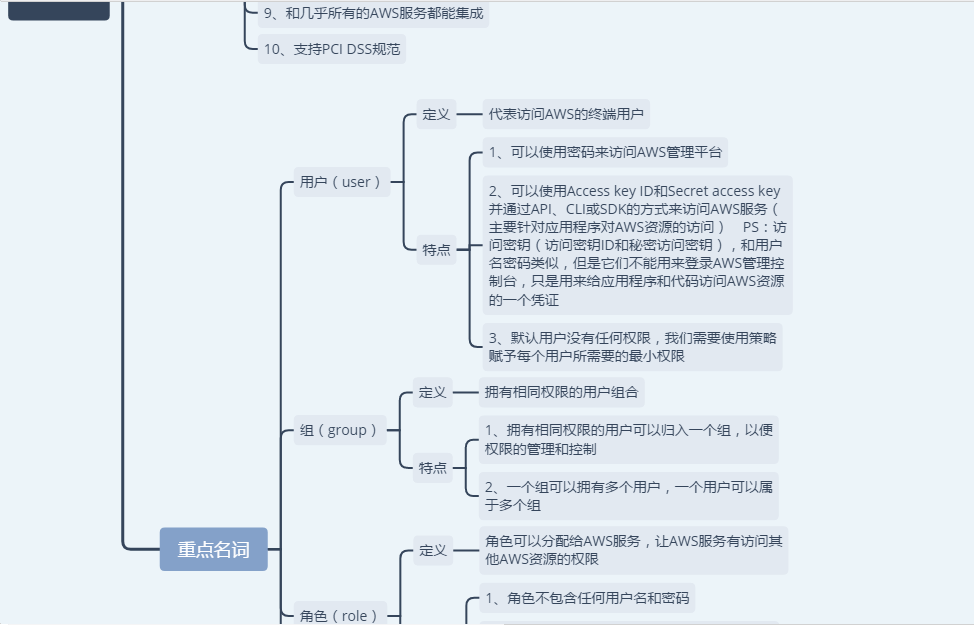 9、和几乎所有的AWS服务都能集成
10、支持PCI DSS规范
定义
代表访问AWS的终端用户
1、可以使用密码来访问AWS管理平台
用户（user）
2、可以使用Access key ID和Secret access key
并通过API、CLI或SDK的方式来访问AWS服务（
主要针对应用程序对AWS资源的访问） PS：访
问密钥（访问密钥ID和秘密访问密钥），和用户
名密码类似，但是它们不能用来登录AWS管理控
制台，只是用来给应用程序和代码访问AWS资源
的一个凭证
特点
3、默认用户没有任何权限，我们需要使用策略
赋予每个用户所需要的最小权限
定义
拥有相同权限的用户组合
组（group）
1、拥有相同权限的用户可以归入一个组，以便
权限的管理和控制
特点
2、一个组可以拥有多个用户，一个用户可以属
于多个组
重点名词
定义
角色可以分配给AWS服务，让AWS服务有访问其
他AWS资源的权限
1、角色不包含任何用户名和密码
角色（role）